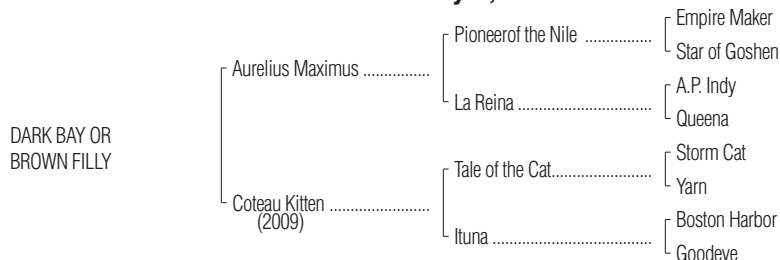 Empire Maker
Pioneerof the Nile ................
Star of Goshen
Aurelius Maximus ................
A.P. Indy
La Reina ................................
Queena
DARK BAY OR
BROWN FILLY
Storm Cat
Tale of the Cat........................
Yarn
Coteau Kitten ........................
(2009)
Boston Harbor
Ituna ......................................
Goodeye